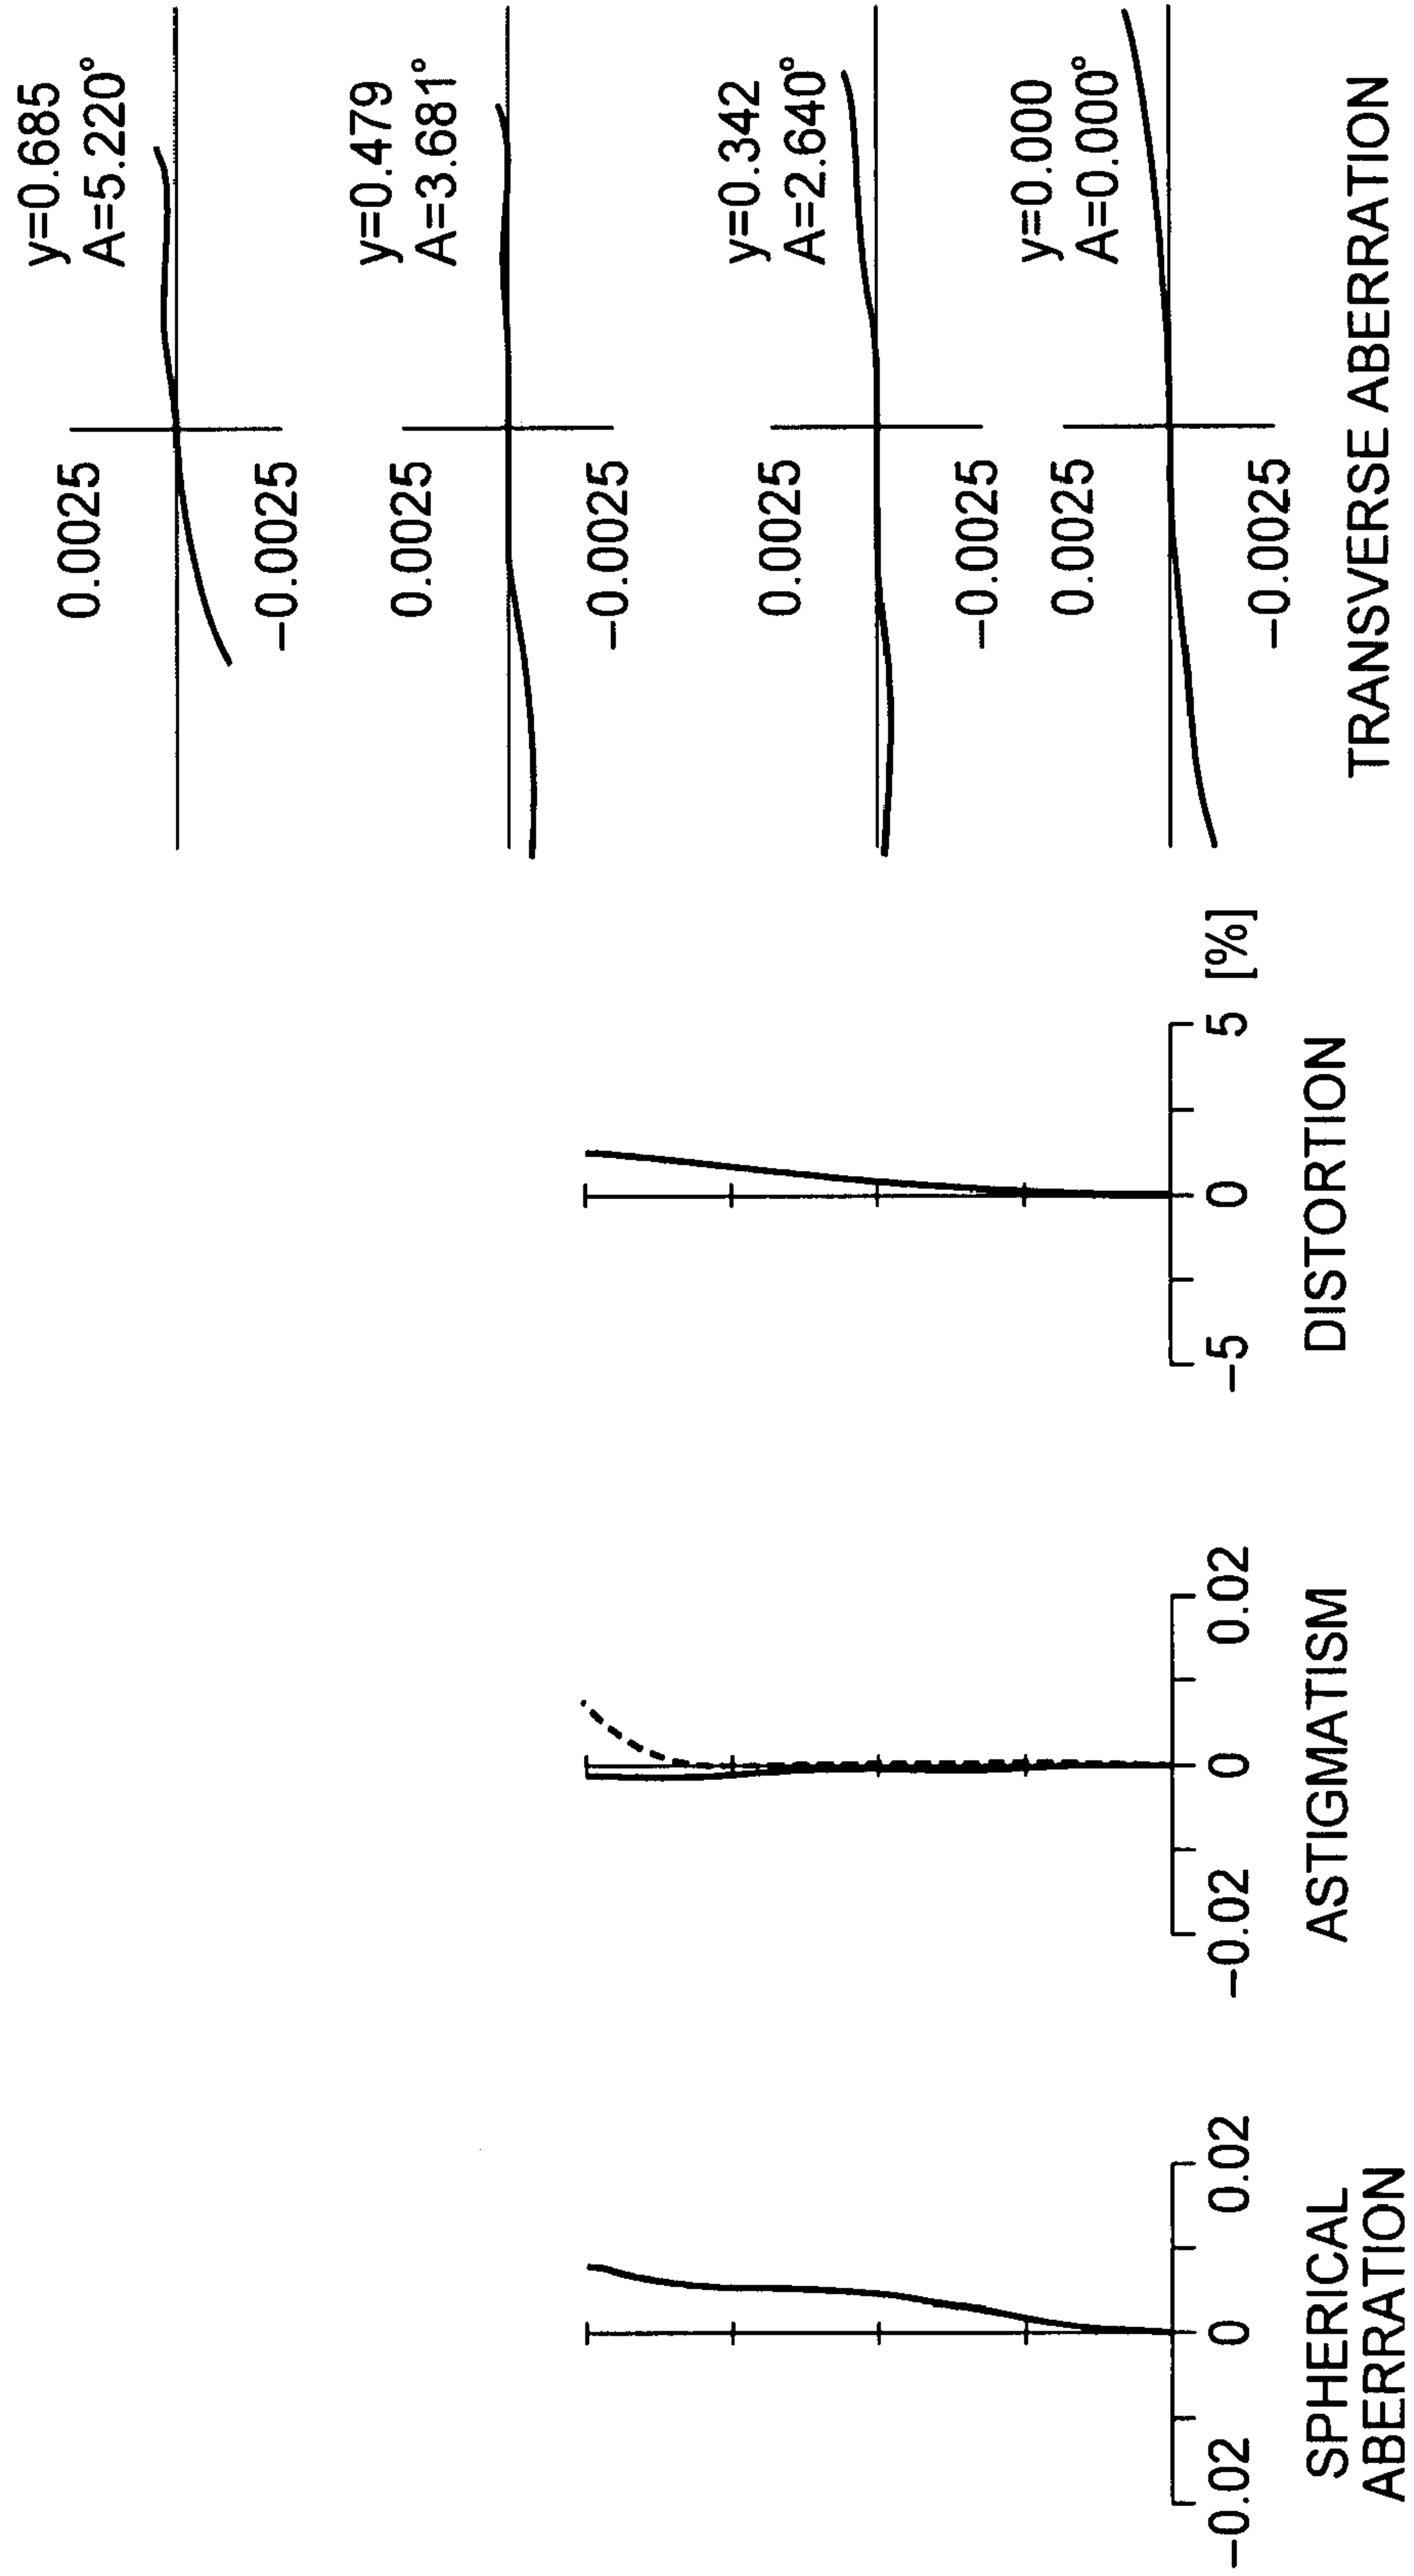 -0.02
0
0.02
SPHERICAL
ABERRATION
-0.02
0
0.02
ASTIGMATISM
-5
0
5
[%]
DISTORTION
y=0.685
A=5.220°
0.0025
-0.0025
y=0.479
A=3.681°
0.0025
-0.0025
y=0.342
A=2.640°
0.0025
-0.0025
y=0.000
A=0.000°
0.0025
-0.0025
TRANSVERSE ABERRATION